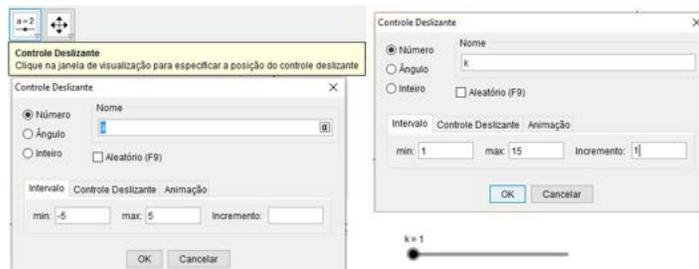 a=2
Controle Deslizante
Clique na janela de visualização para especificar a posição do controle deslizante
Controle Deslizante
Número
Ângulo
Inteiro
Nome
a
α
Aleatório (F9)
Intervalo Controle Deslizante Animação
min: -5 max: 5 Incremento:
OK Cancelar
Controle Deslizante
Número
Ângulo
Inteiro
Nome
k
Aleatório (F9)
Intervalo Controle Deslizante Animação
min: 1 max: 15 Incremento: 1
OK Cancelar
k = 1